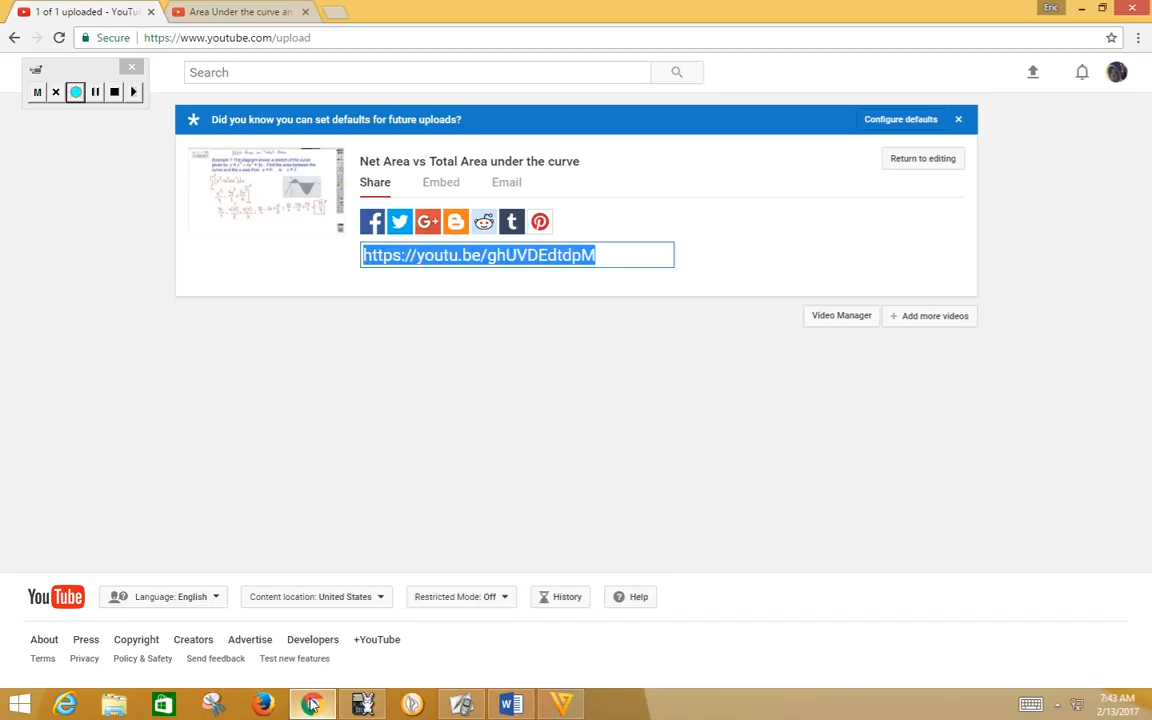 1 of 1 uploaded - YouTu
Area Under the curve an
Eric
Secure
https://www.youtube.com/upload
M
Search
Did you know you can set defaults for future uploads?
Configure defaults
Net Area vs Total Area under the curve
Return to editing
Share
Embed
Email
https://youtu.be/ghUVDEdtdpM
Video Manager
+ Add more videos
YouTube
Language: English
Content location: United States
Restricted Mode: Off
History
Help
About
Press
Copyright
Creators
Advertise
Developers
+YouTube
Terms
Privacy
Policy & Safety
Send feedback
Test new features
7:43 AM
2/13/2017